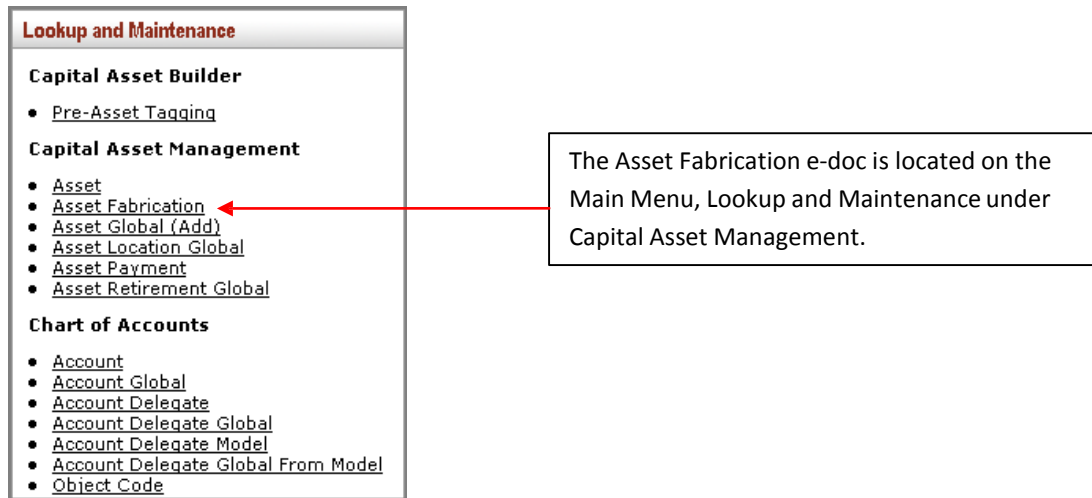 Lookup and Maintenance
Capital Asset Builder
Pre-Asset Tagging
Capital Asset Management
Asset
Asset Fabrication
Asset Global (Add)
Asset Location Global
Asset Payment
Asset Retirement Global
Chart of Accounts
Account
Account Global
Account Delegate
Account Delegate Global
Account Delegate Model
Account Delegate Global From Model
Object Code
The Asset Fabrication e-doc is located on the
Main Menu, Lookup and Maintenance under
Capital Asset Management.